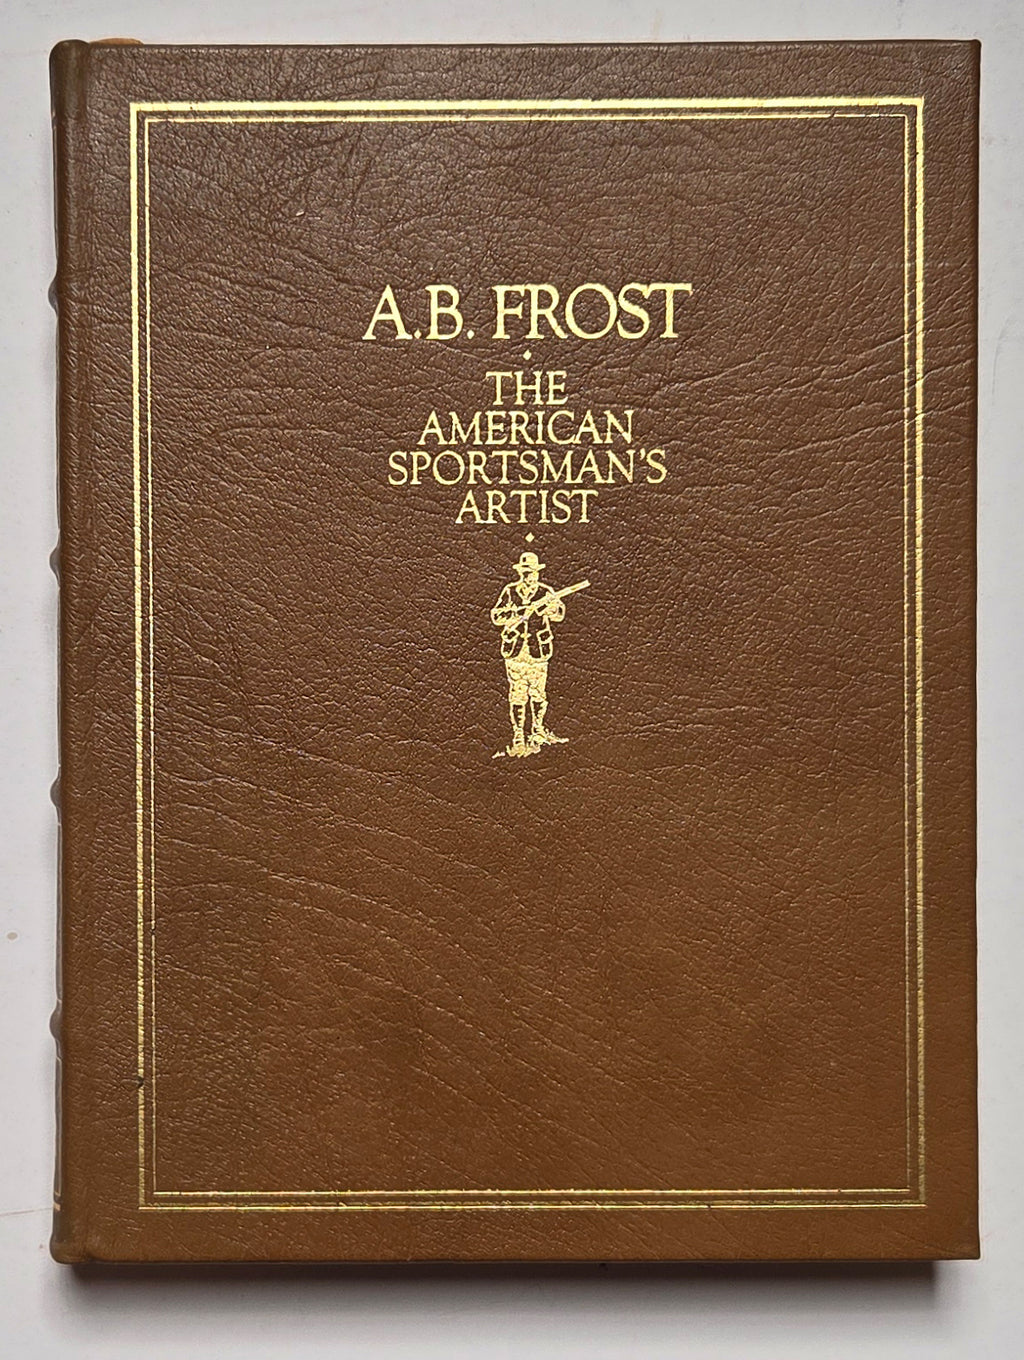 A.B. FROST
THE
AMERICAN
SPORTSMAN'S
ARTIST